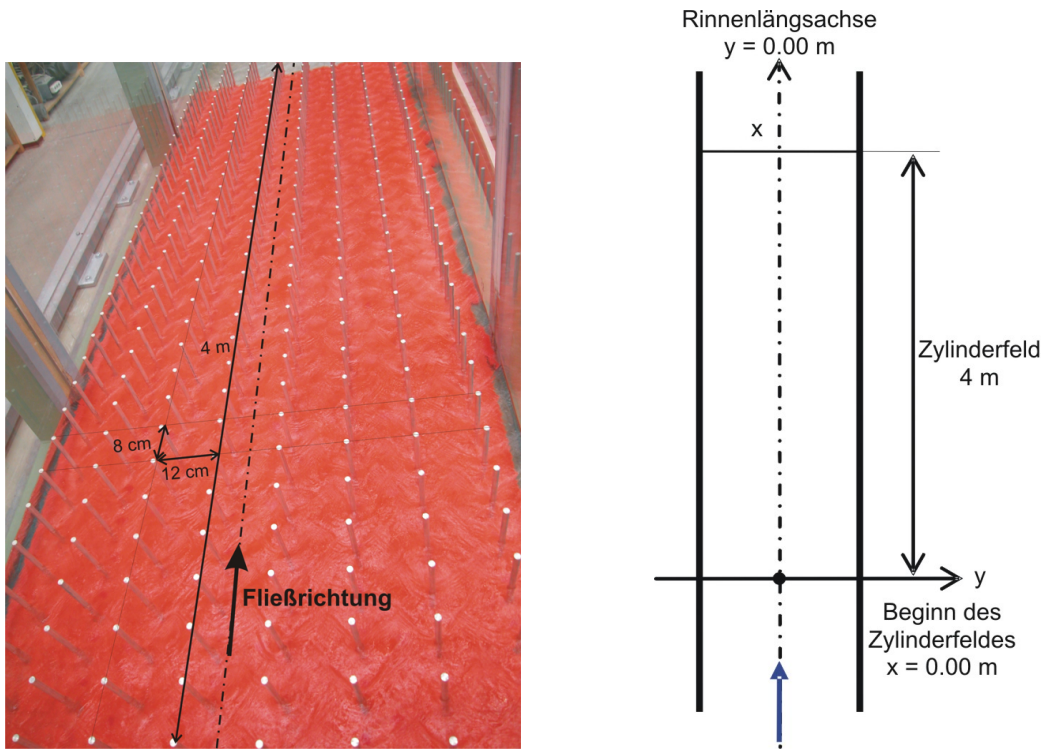 4 m
8 cm
12 cm
Fließrichtung
Rinnenlängsachse
y = 0.00 m
x
Zylinderfeld
4 m
y
Beginn des
Zylinderfeldes
x = 0.00 m